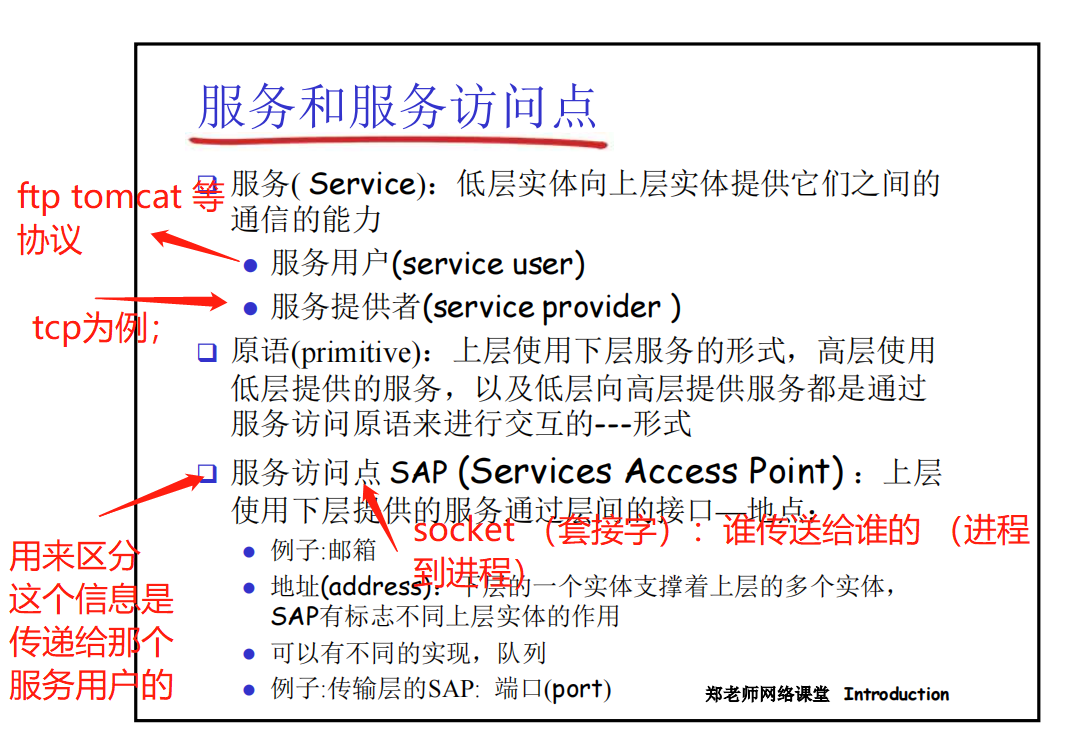 服务和服务访问点
ftp tomcat 等
协议
服务( Service)：低层实体向上层实体提供它们之间的
通信的能力
服务用户(service user)
服务提供者(service provider )
tcp为例；
原语(primitive)：上层使用下层服务的形式，高层使用
低层提供的服务，以及低层向高层提供服务都是通过
服务访问原语来进行交互的---形式
服务访问点 SAP (Services Access Point) ：上层
使用下层提供的服务通过层间的接口—地点；
socket （套接字）：谁传送给谁的 （进程
到进程）
用来区分
这个信息是
传递给那个
服务用户的
例子:邮箱
地址(address)：下层的一个实体支撑着上层的多个实体，
SAP有标志不同上层实体的作用
可以有不同的实现，队列
例子:传输层的SAP: 端口(port)
郑老师网络课堂 Introduction